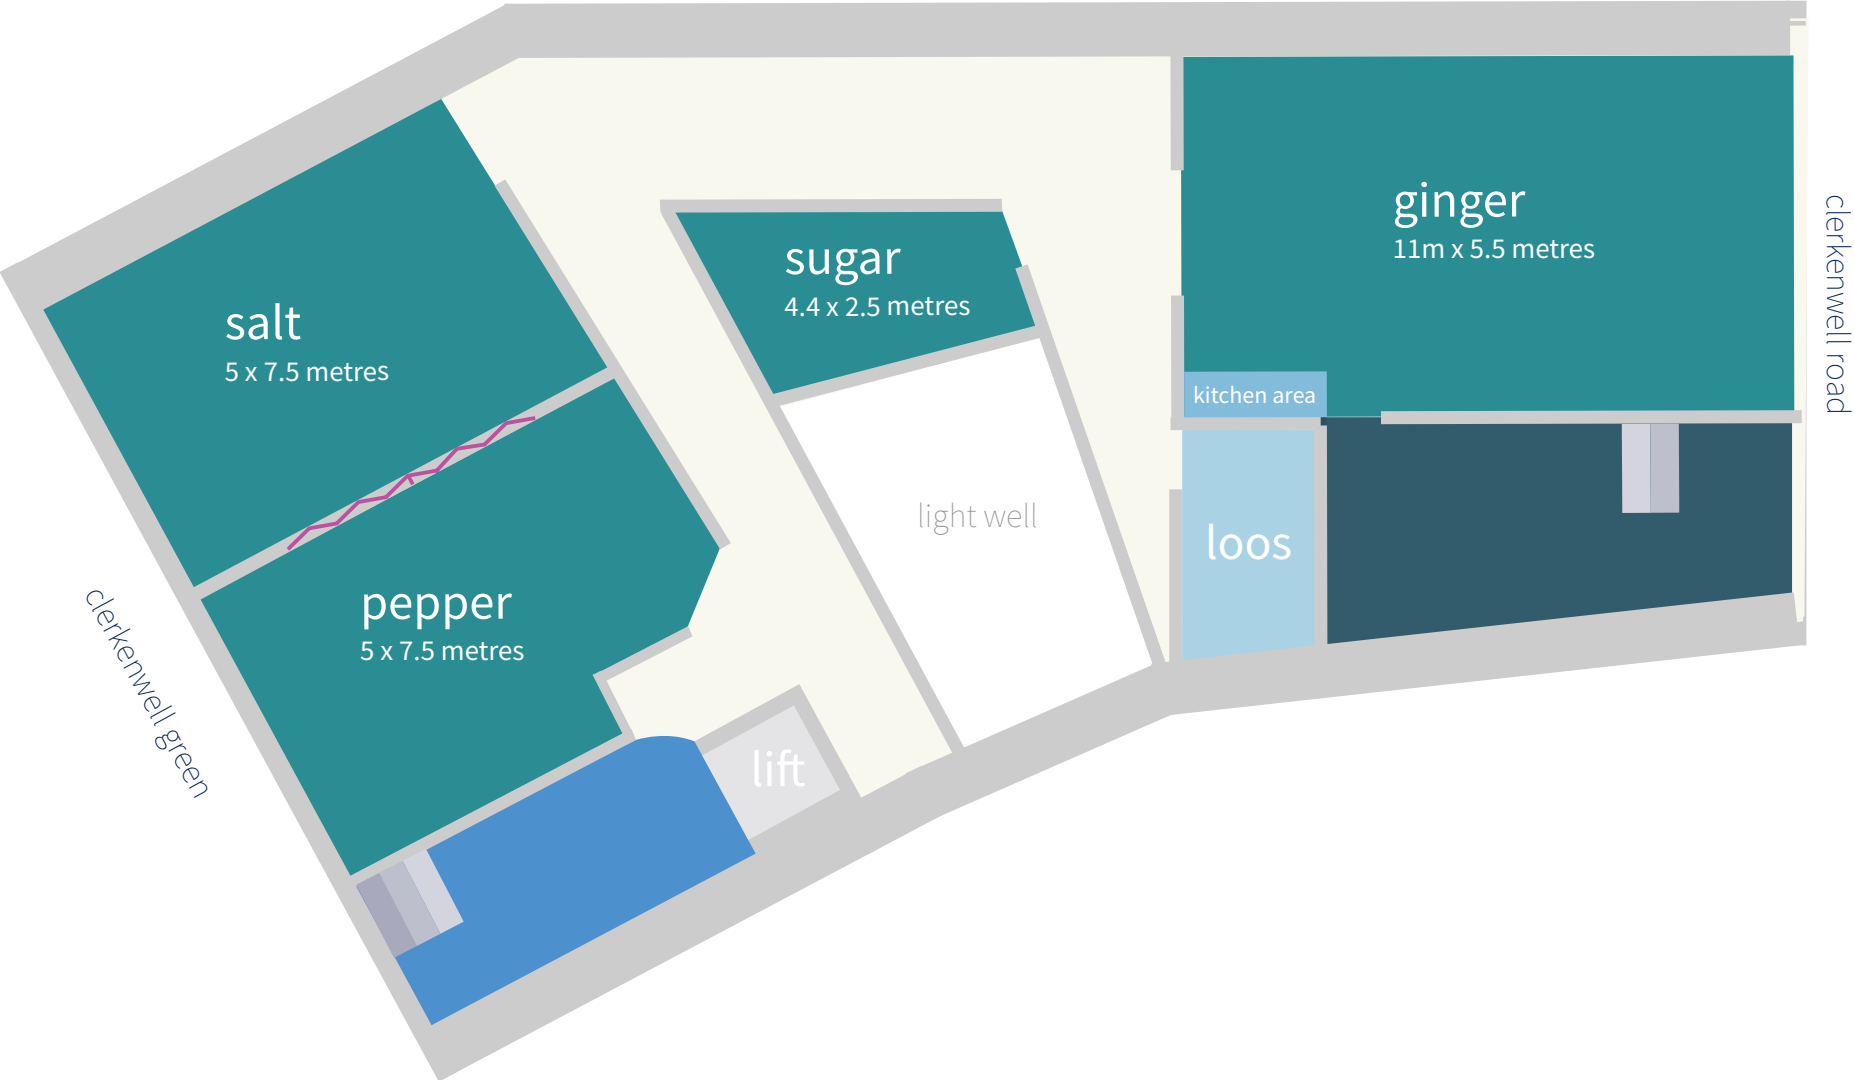 salt
5 x 7.5 metres
pepper
5 x 7.5 metres
clerkenwell green
lift
sugar
4.4 x 2.5 metres
light well
ginger
11m x 5.5 metres
kitchen area
loos
clerkenwell road